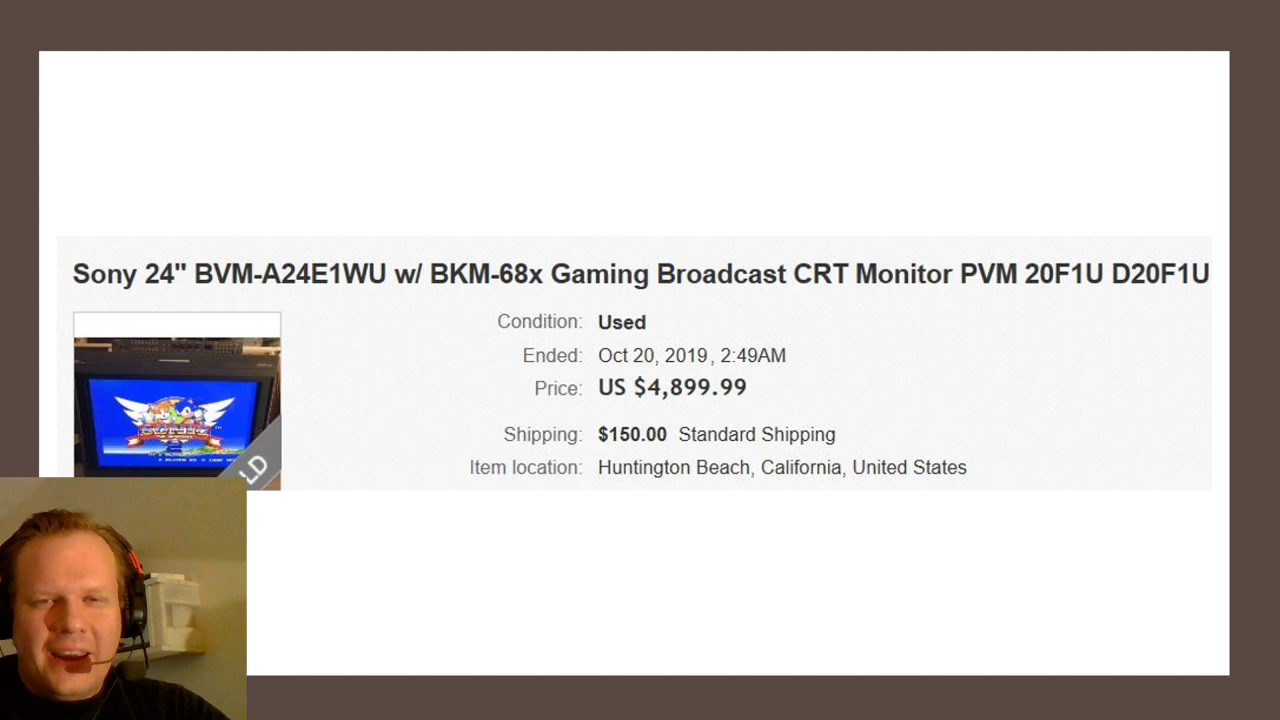 Sony 24" BVM-A24E1WU w/ BKM-68x Gaming Broadcast CRT Monitor PVM 20F1U D20F1U
Condition: Used
Ended: Oct 20, 2019, 2:49AM
Price: US $4,899.99
Shipping: $150.00 Standard Shipping
Item location: Huntington Beach, California, United States
SONIC
LD